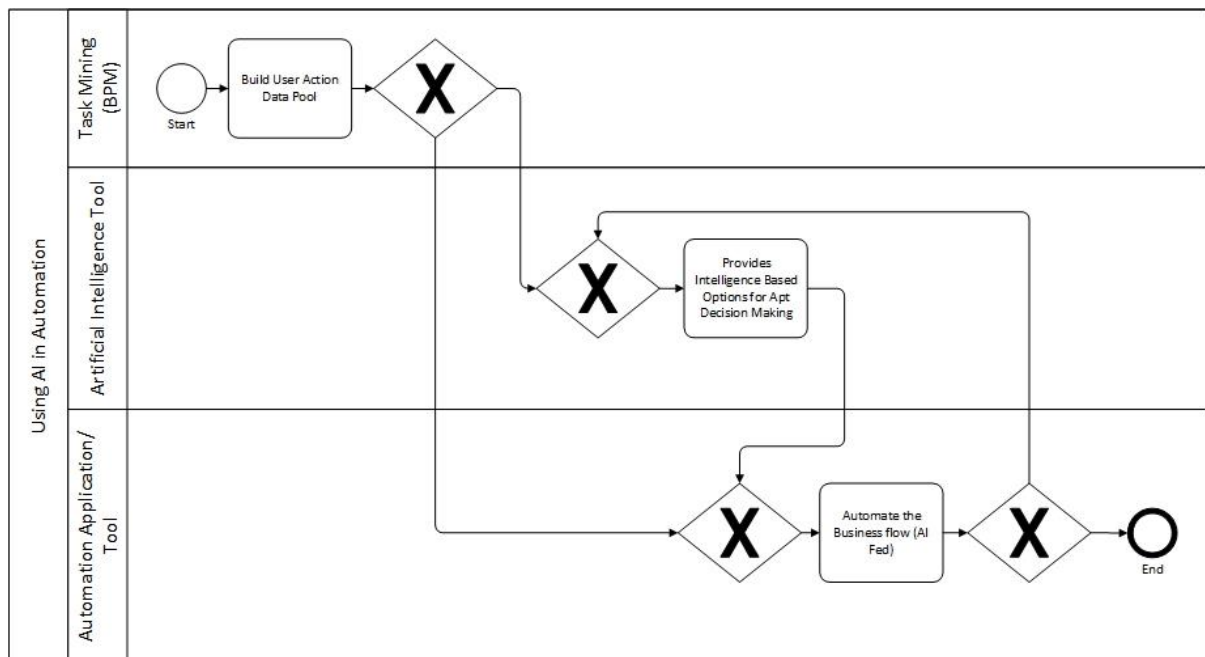 Using AI in Automation
Task Mining
(BPM)
Start
Build User Action
Data Pool
X
Artificial Intelligence Tool
X
Provides
Intelligence Based
Options for Apt
Decision Making
Automation Application/
Tool
X
Automate the
Business flow (AI
Fed)
X
End